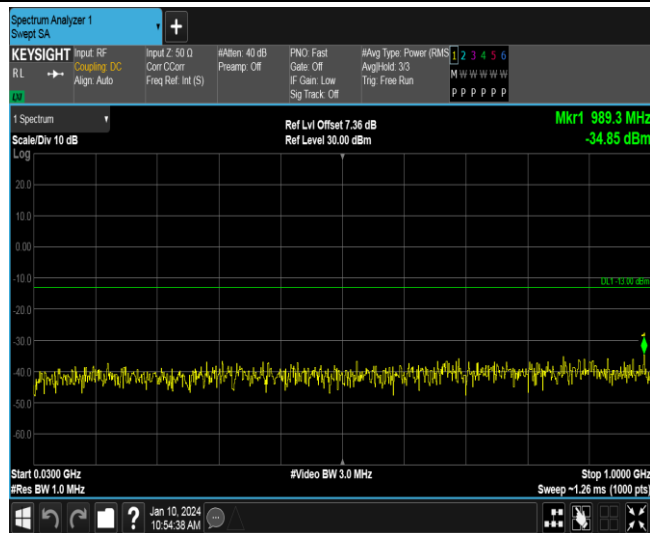 Spectrum Analyzer 1
Swept SA
+
KEYSIGHT
RL
Input: RF
Coupling: DC
Align: Auto
Input Z: 50 Ω
Corr CCorr
Freq Ref: Int (S)
#Atten: 40 dB
Preamp: Off
PNO: Fast
Gate: Off
IF Gain: Low
Sig Track: Off
#Avg Type: Power (RMS
Avg|Hold: 3/3
Trig: Free Run
1 2 3 4 5 6
M W W W W W
P P P P P P
1 Spectrum
Scale/Div 10 dB
Log
Ref Lvl Offset 7.36 dB
Ref Level 30.00 dBm
Mkr1 989.3 MHz
-34.85 dBm
20.0
10.0
0.00
-10.0
DL1 -13.00 dBm
-20.0
-30.0
-40.0
-50.0
-60.0
Start 0.0300 GHz
#Res BW 1.0 MHz
#Video BW 3.0 MHz
Stop 1.0000 GHz
Sweep ~1.26 ms (1000 pts)
?
Jan 10, 2024
10:54:38 AM